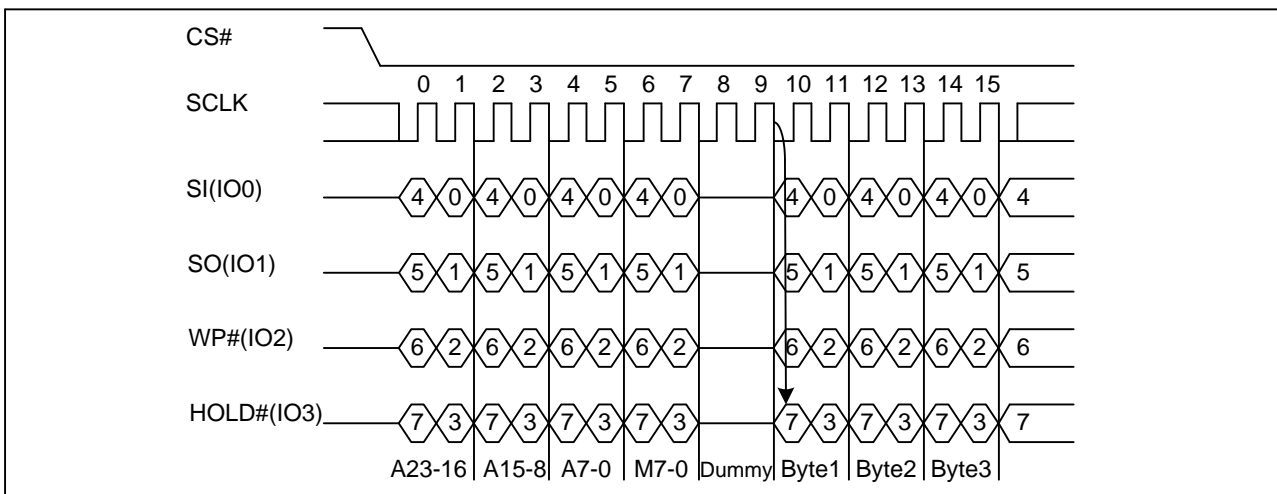 CS#
0 1 2 3 4 5 6 7 8 9 10 11 12 13 14 15
SCLK
SI(IO0) 4 0 4 0 4 0 4 0 4 0 4 0 4 0 4
SO(IO1) 5 1 5 1 5 1 5 1 5 1 5 1 5 1 5
WP#(IO2) 6 2 6 2 6 2 6 2 6 2 6 2 6 2 6
HOLD#(IO3) 7 3 7 3 7 3 7 3 7 3 7 3 7 3 7
A23-16 A15-8 A7-0 M7-0 Dummy Byte1 Byte2 Byte3